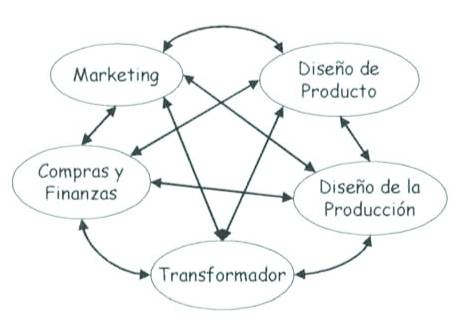 Marketing
Diseño de
Producto
Compras y
Finanzas
Diseño de la
Producción
Transformador